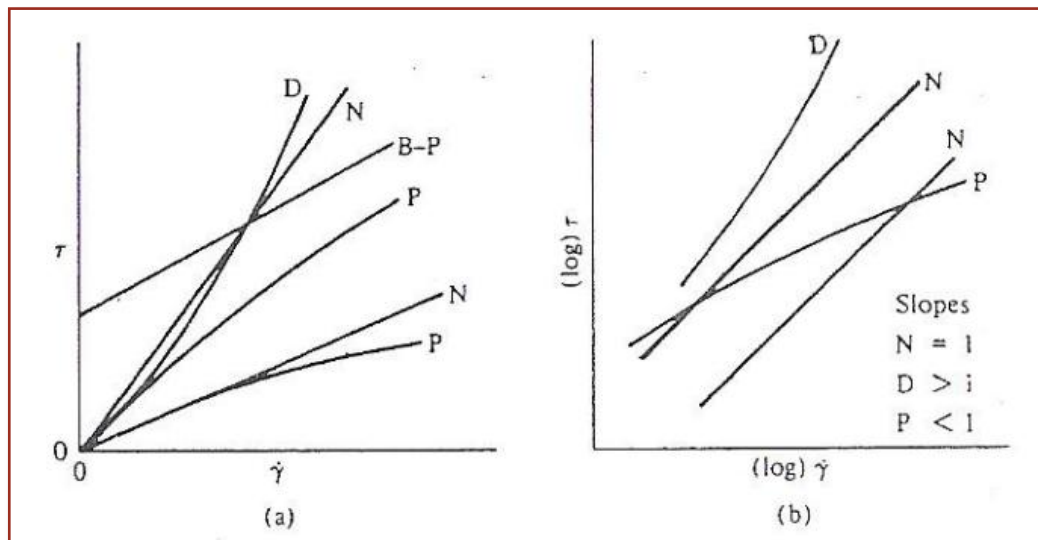 D
N
B-P
P
τ
N
P
0
0
γ̇
(a)
D
N
N
P
(log) τ
Slopes
N = 1
D > i
P < 1
(log) γ̇
(b)